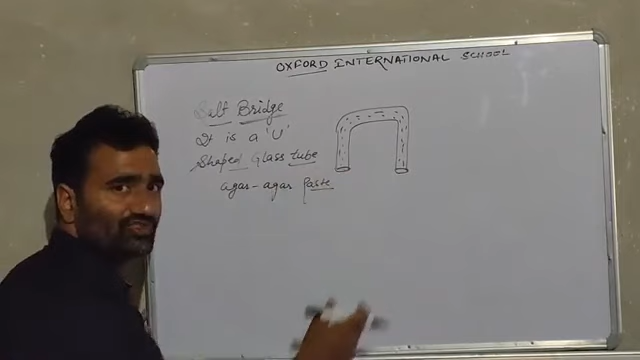 OXFORD INTERNATIONAL SCHOOL
Salt Bridge
It is a 'U'
Shaped Glass tube
agar-agar Paste